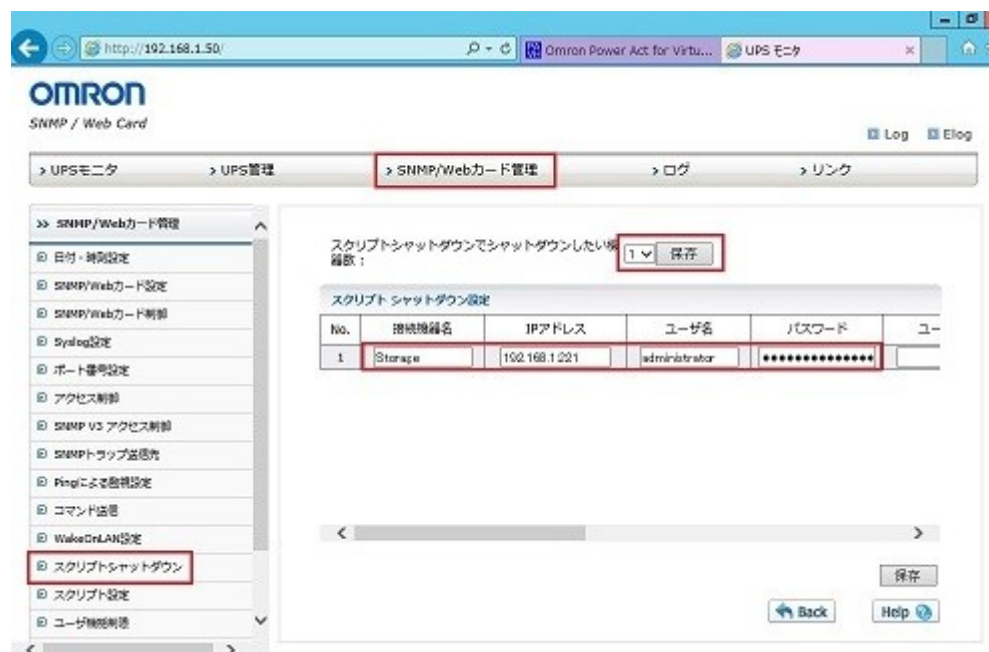 http://192.168.1.50/
Omron Power Act for Virtu...
UPS モニタ
OMRON
SNMP / Web Card
Log
Elog
UPSモニタ
UPS管理
SNMP/Webカード管理
ログ
リンク
SNMP/Webカード管理
日付・時刻設定
SNMP/Webカード設定
SNMP/Webカード制御
Syslog設定
ポート番号設定
アクセス制御
SNMP V3 アクセス制御
SNMPトラップ送信先
Pingによる監視設定
コマンド送信
WakeOnLAN設定
スクリプトシャットダウン
スクリプト設定
ユーザ機能制限
スクリプトシャットダウンでシャットダウンしたい機
器数：
1
保存
スクリプト シャットダウン設定
No. 接続機器名 IPアドレス ユーザ名 パスワード ユー
1 Storage 192.168.1.221 administrator ●●●●●●●●●●●●●●
保存
Back
Help